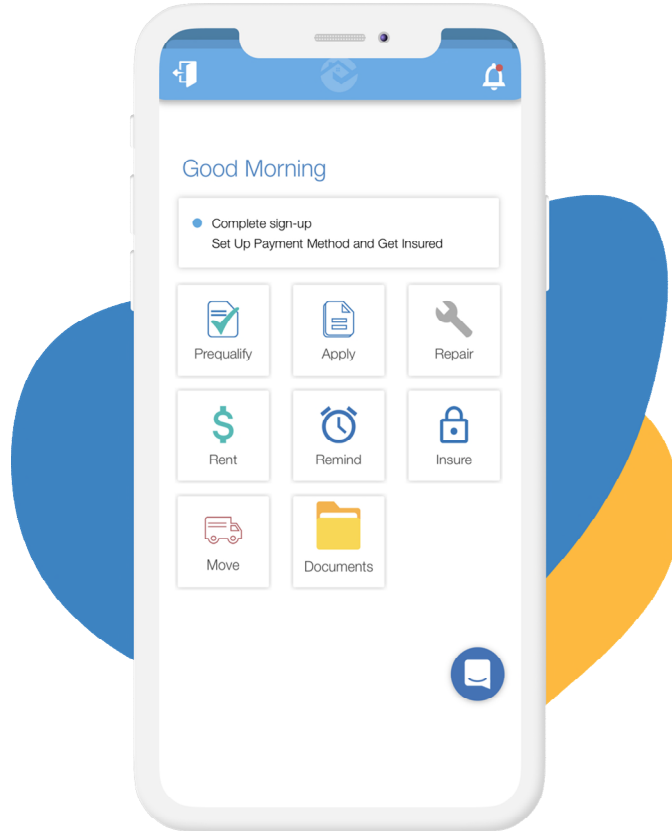 Good Morning
Complete sign-up
Set Up Payment Method and Get Insured
Prequalify
Apply
Repair
Rent
Remind
Insure
Move
Documents